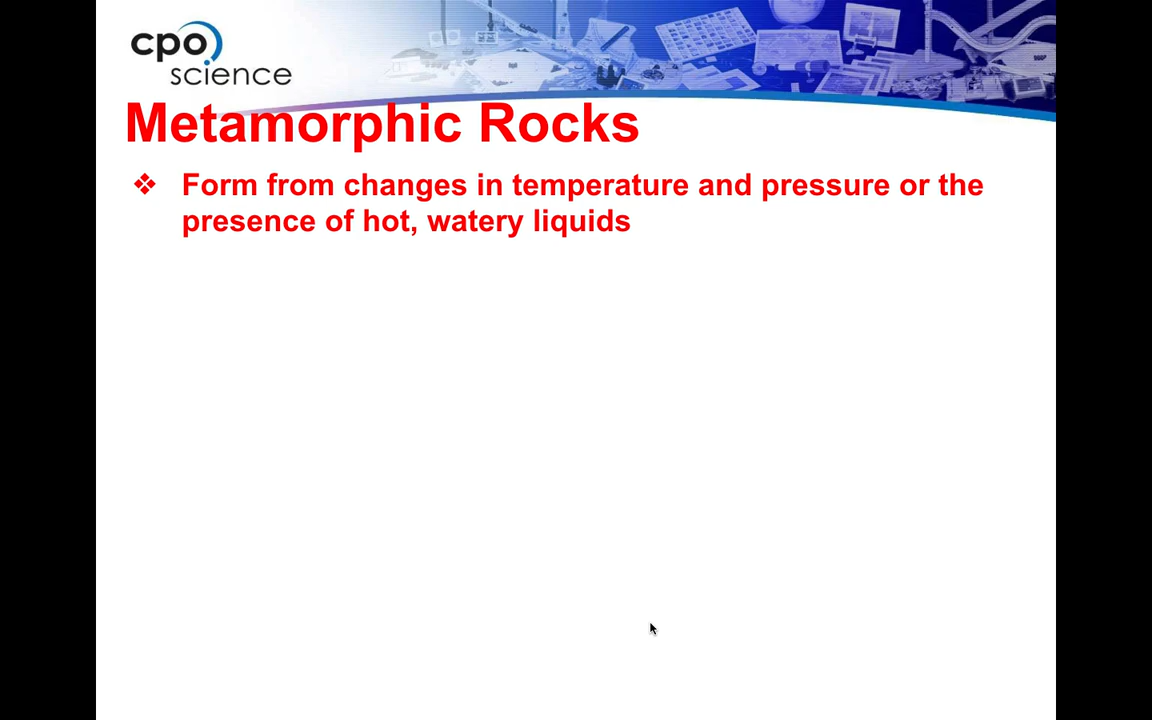 cpo
science
Metamorphic Rocks
❖ Form from changes in temperature and pressure or the
presence of hot, watery liquids